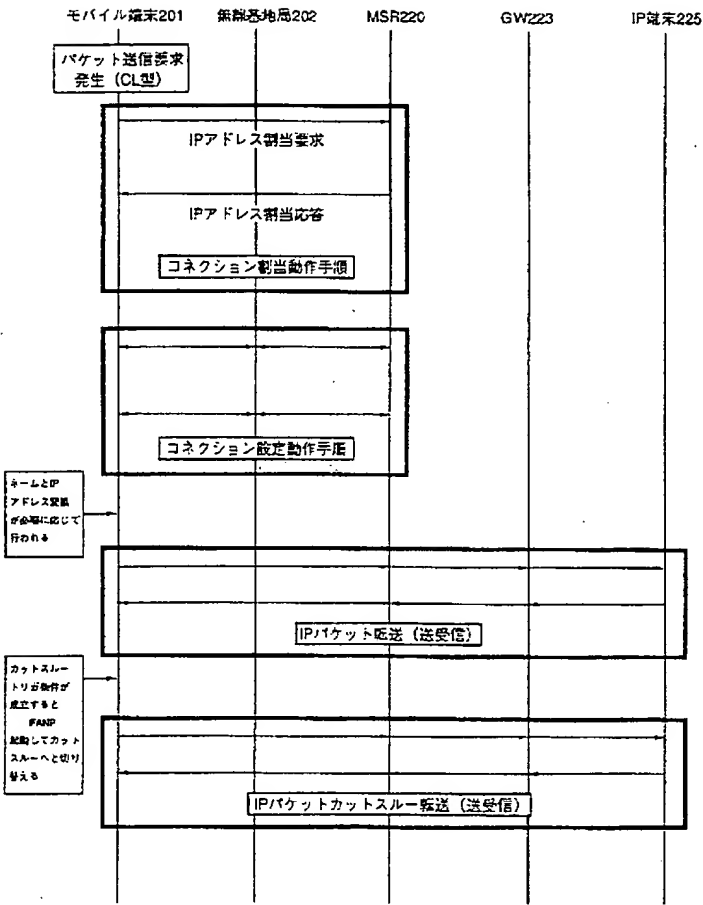 モバイル端末201 無線基地局202 MSR220 GW223 IP端末225
パケット送信要求
発生（CL型）
IPアドレス割当要求
IPアドレス割当応答
コネクション割当動作手順
コネクション設定動作手順
ネームとIP
アドレス変換
が必要に応じて
行われる
IPパケット転送（送受信）
カットスルー
トリガ条件が
成立すると
IFANP
起動してカット
スルーへと切り
替える
IPパケットカットスルー転送（送受信）